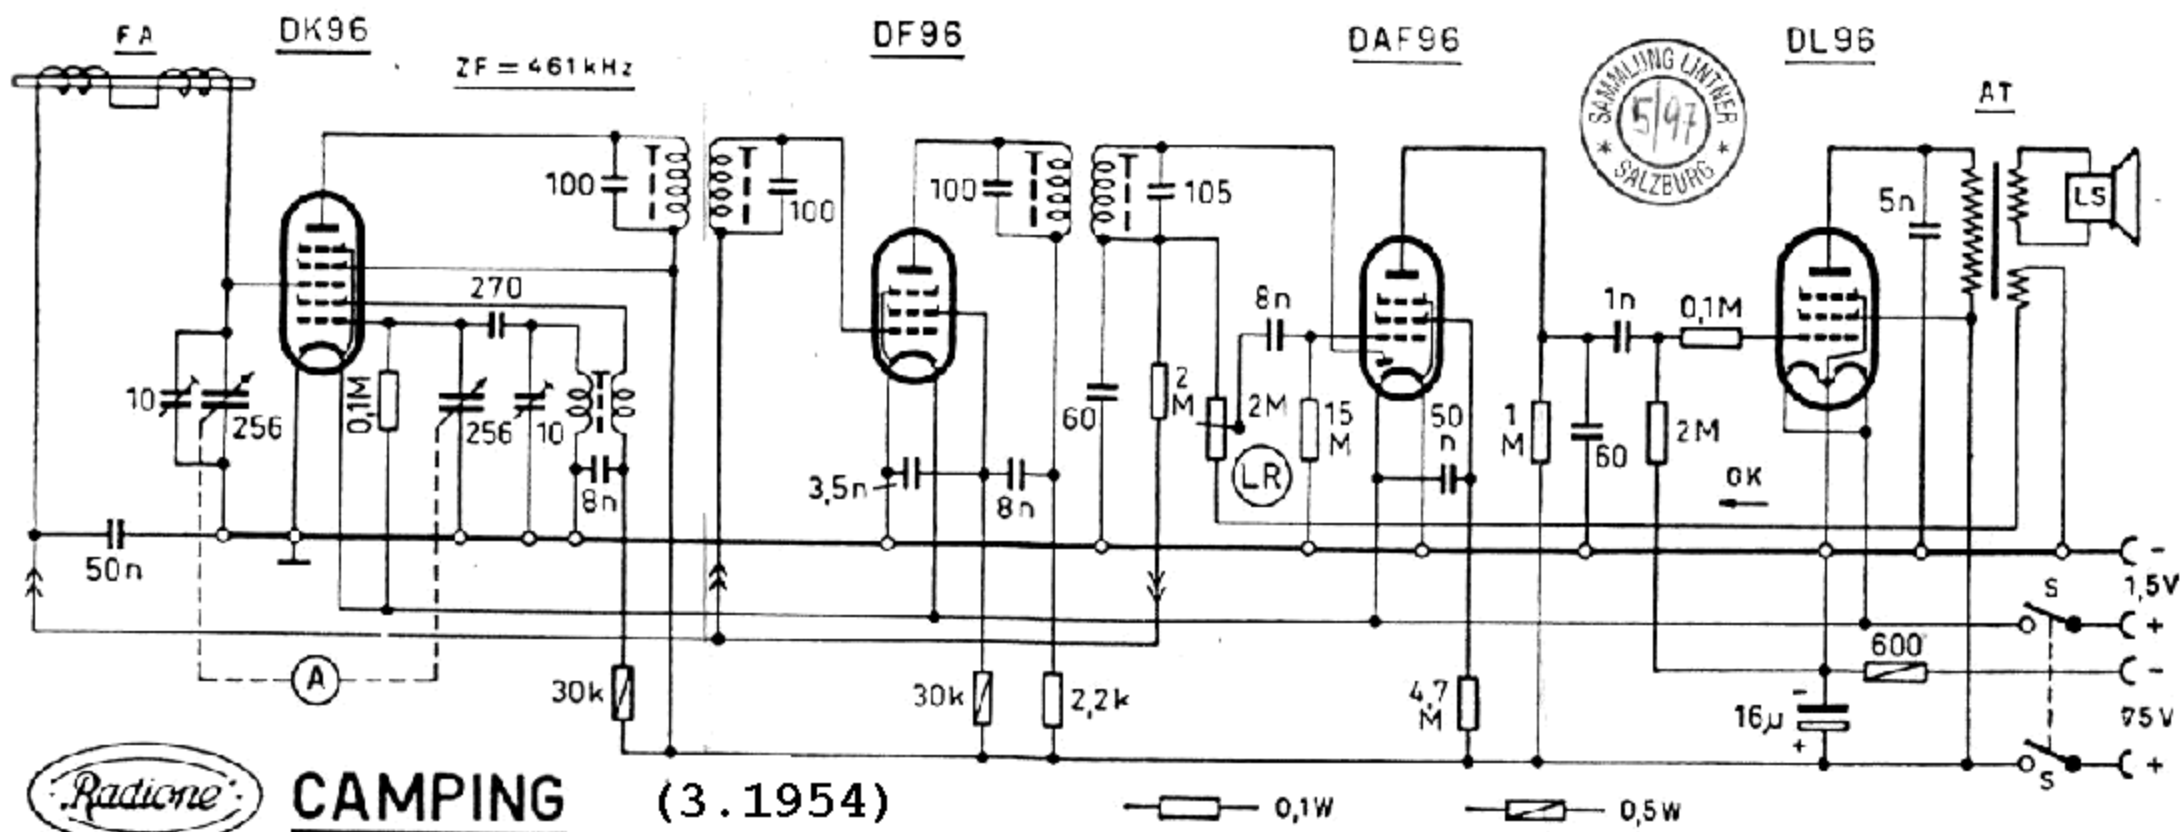 FA
DK96
ZF = 461 kHz
DF96
DAF96
DL96
AT
SAMMLUNG LINTNER
5/97
* SALZBURG *
100
100
100
105
5n
LS
270
8n
1n
0,1M
10
256
0,1M
256
10
8n
3,5n
8n
60
2
M
2M
LR
15
M
50
n
1
M
60
2M
GK
50n
-
1,5V
+
S
A
30k
30k
2,2k
4,7
M
600
-
16µ
-
+
75V
+
S
Radione
CAMPING
(3.1954)
0,1W
0,5W